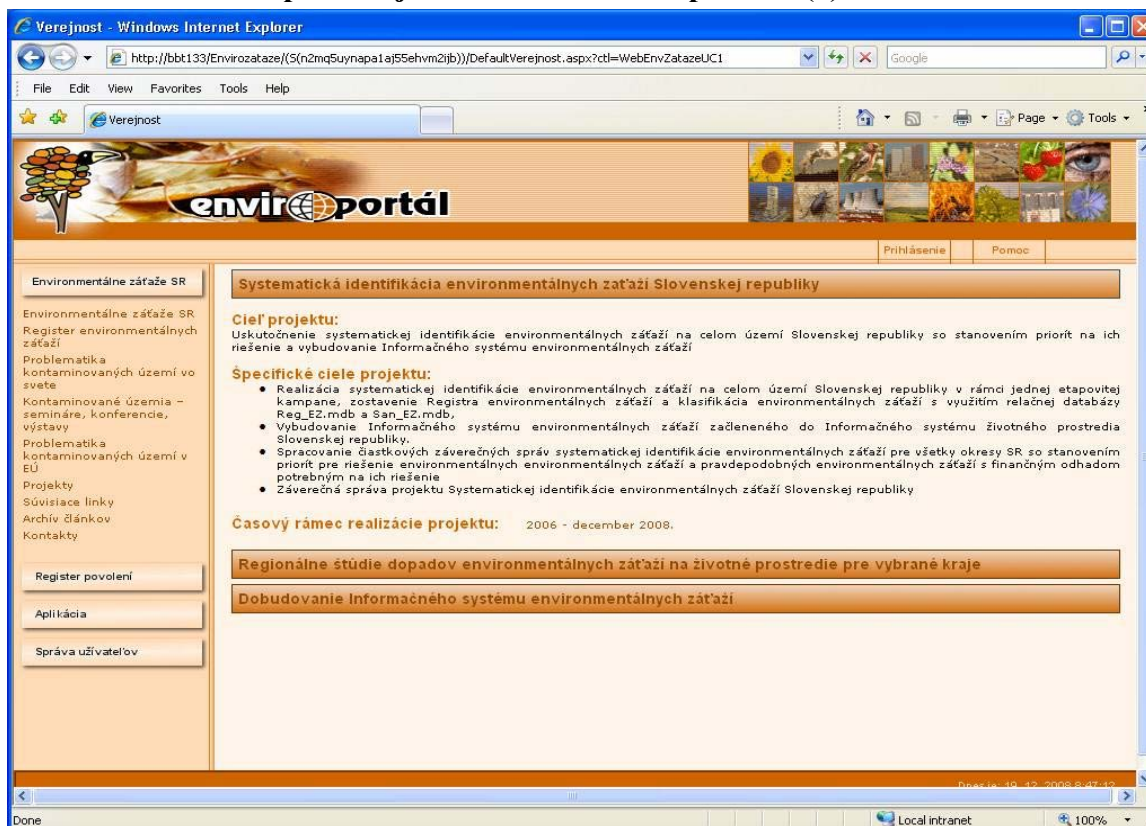 Verejnost - Windows Internet Explorer
http://bbt133/Envirozataze/(S(n2mq5uynapa1aj55ehvm2ijb))/DefaultVerejnost.aspx?ctl=WebEnvZatazeUC1
Google
File Edit View Favorites Tools Help
Verejnost
Page Tools
enviroportál
Prihlásenie Pomoc
Environmentálne záťaže SR
Environmentálne záťaže SR
Register environmentálnych
záťaží
Problematika
kontaminovaných území vo
svete
Kontaminované územia –
semináre, konferencie,
výstavy
Problematika
kontaminovaných území v
EÚ
Projekty
Súvisiace linky
Archív článkov
Kontakty
Register povolení
Aplikácia
Správa užívateľov
Systematická identifikácia environmentálnych zaťaží Slovenskej republiky
Cieľ projektu:
Uskutočnenie systematickej identifikácie environmentálnych záťaží na celom území Slovenskej republiky so stanovením priorít na ich
riešenie a vybudovanie Informačného systému environmentálnych záťaží
Špecifické ciele projektu:
• Realizácia systematickej identifikácie environmentálnych záťaží na celom území Slovenskej republiky v rámci jednej etapovitej
kampane, zostavenie Registra environmentálnych záťaží a klasifikácia environmentálnych záťaží s využitím relačnej databázy
Reg_EZ.mdb a San_EZ.mdb,
• Vybudovanie Informačného systému environmentálnych záťaží začleneného do Informačného systému životného prostredia
Slovenskej republiky.
• Spracovanie čiastkových záverečných správ systematickej identifikácie environmentálnych záťaží pre všetky okresy SR so stanovením
priorít pre riešenie environmentálnych environmentálnych záťaží a pravdepodobných environmentálnych záťaží s finančným odhadom
potrebným na ich riešenie
• Záverečná správa projektu Systematickej identifikácie environmentálnych záťaží Slovenskej republiky
Časový rámec realizácie projektu: 2006 - december 2008.
Regionálne štúdie dopadov environmentálnych záťaží na životné prostredie pre vybrané kraje
Dobudovanie Informačného systému environmentálnych záťaží
Dnes je: 19. 12. 2008 8:47:12
Done
Local intranet
100%